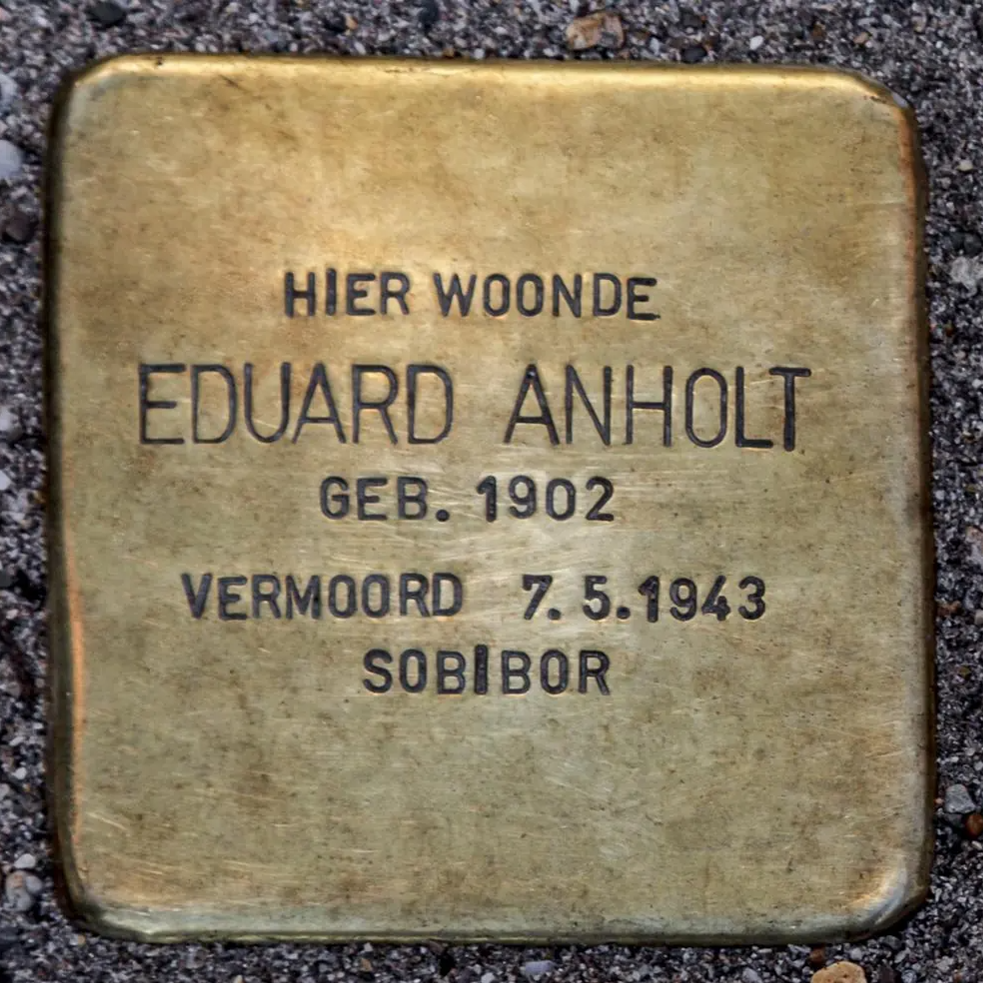 HIER WOONDE
EDUARD ANHOLT
GEB. 1902
VERMOORD 7.5.1943
SOBIBOR